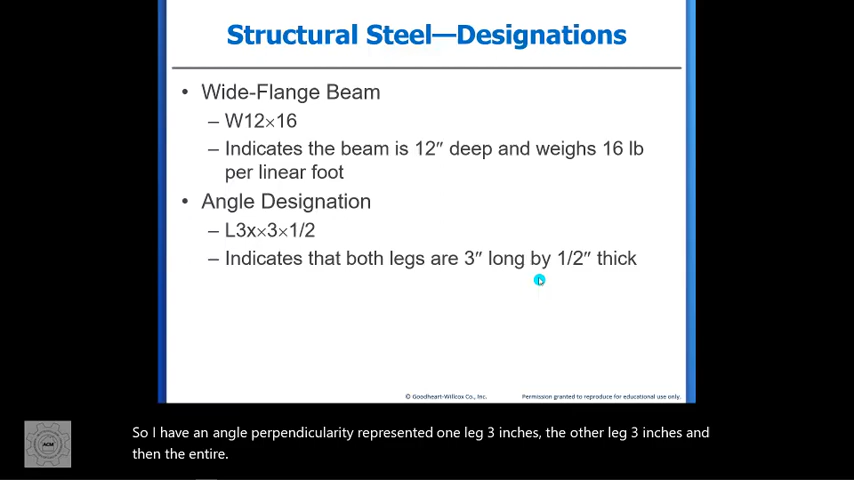 Structural Steel—Designations
• Wide-Flange Beam
– W12×16
– Indicates the beam is 12″ deep and weighs 16 lb
per linear foot
• Angle Designation
– L3x×3×1/2
– Indicates that both legs are 3″ long by 1/2″ thick
© Goodheart-Willcox Co., Inc. Permission granted to reproduce for educational use only.
So I have an angle perpendicularity represented one leg 3 inches, the other leg 3 inches and
then the entire.
ACM